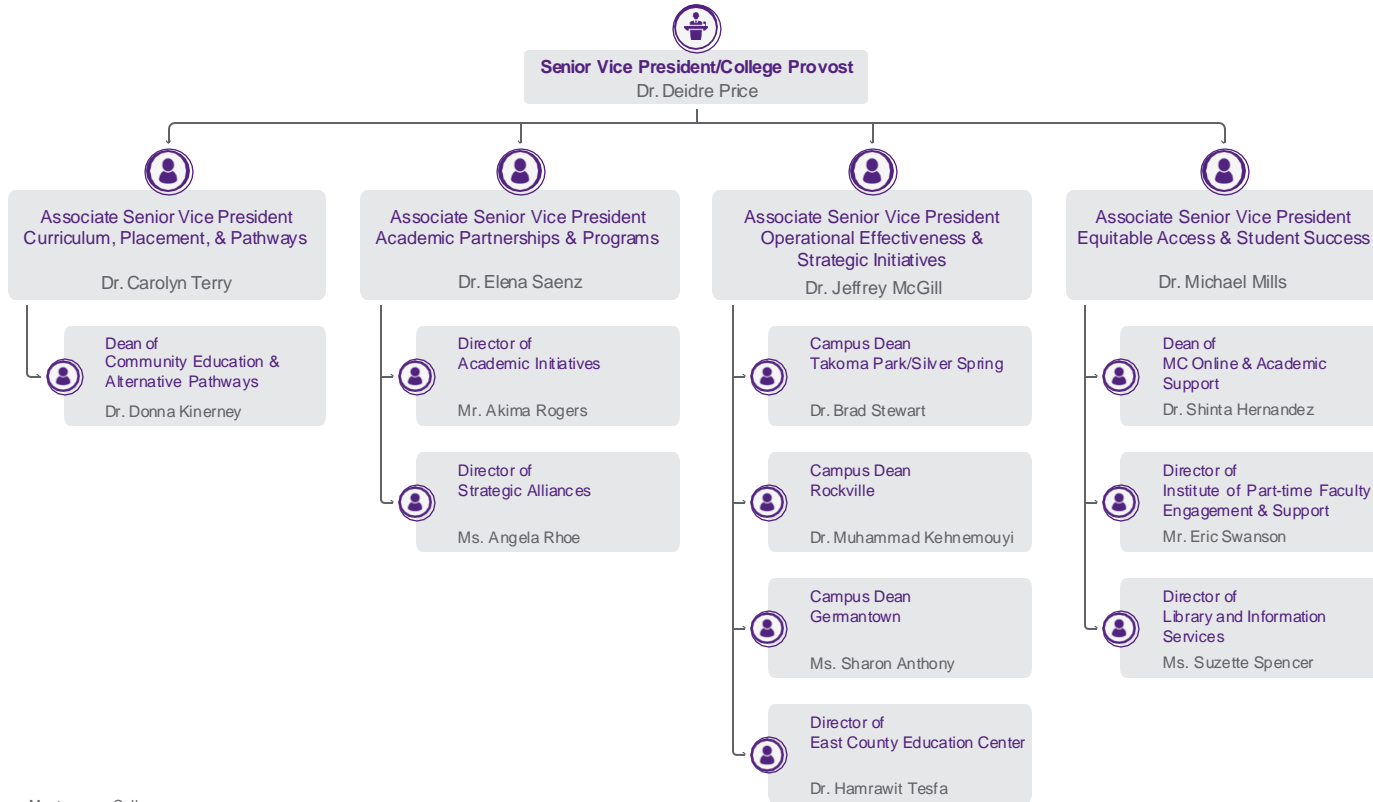 Senior Vice President/College Provost
Dr. Deidre Price
Associate Senior Vice President
Curriculum, Placement, & Pathways
Dr. Carolyn Terry
Dean of
Community Education &
Alternative Pathways
Dr. Donna Kinerney
Associate Senior Vice President
Academic Partnerships & Programs
Dr. Elena Saenz
Director of
Academic Initiatives
Mr. Akima Rogers
Director of
Strategic Alliances
Ms. Angela Rhoe
Associate Senior Vice President
Operational Effectiveness &
Strategic Initiatives
Dr. Jeffrey McGill
Campus Dean
Takoma Park/Silver Spring
Dr. Brad Stewart
Campus Dean
Rockville
Dr. Muhammad Kehnemouyi
Campus Dean
Germantown
Ms. Sharon Anthony
Director of
East County Education Center
Dr. Hamrawit Tesfa
Associate Senior Vice President
Equitable Access & Student Success
Dr. Michael Mills
Dean of
MC Online & Academic
Support
Dr. Shinta Hernandez
Director of
Institute of Part-time Faculty
Engagement & Support
Mr. Eric Swanson
Director of
Library and Information
Services
Ms. Suzette Spencer